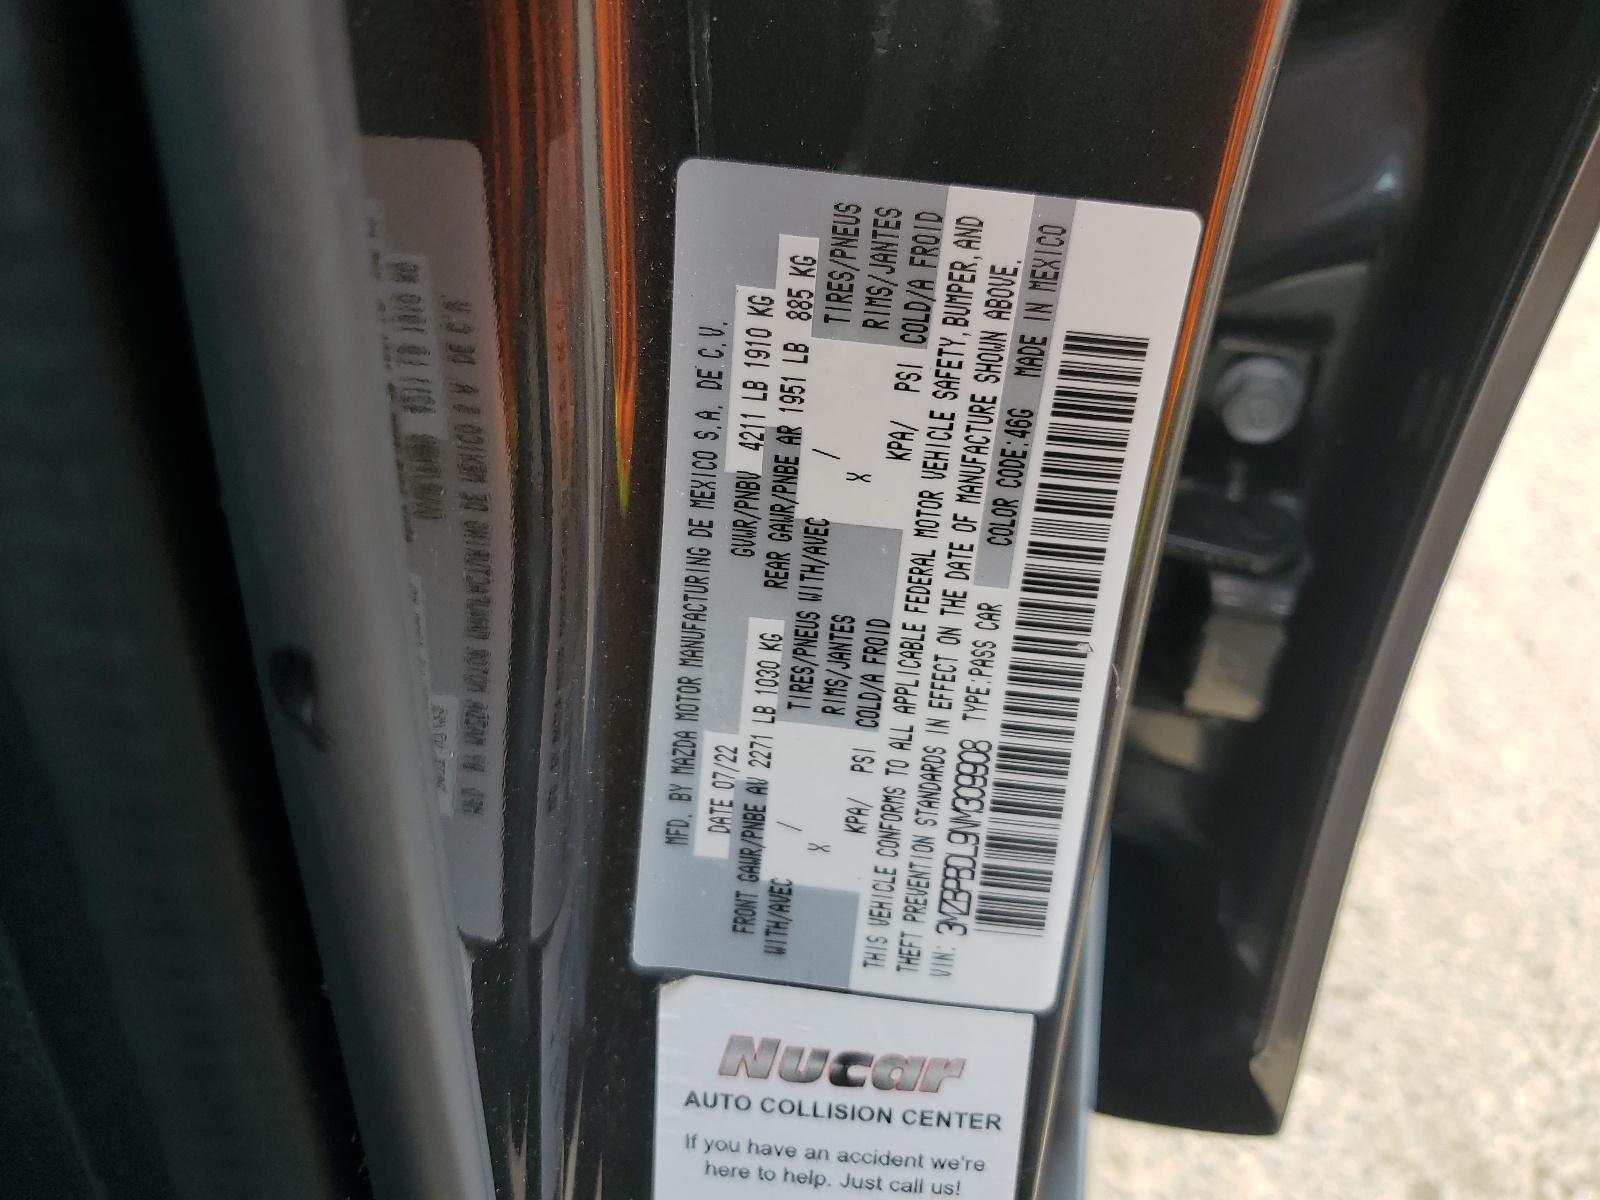 MFD. BY MAZDA MOTOR MANUFACTURING DE MEXICO S.A. DE C.V.
DATE 07/22 GVWR/PNBV 4211 LB 1910 KG
FRONT GAWR/PNBE AV 2271 LB 1030 KG REAR GAWR/PNBE AR 1951 LB 885 KG
WITH/AVEC TIRES/PNEUS WITH/AVEC TIRES/PNEUS
X / RIMS/JANTES X / RIMS/JANTES
KPA/ PSI COLD/A FROID KPA/ PSI COLD/A FROID
THIS VEHICLE CONFORMS TO ALL APPLICABLE FEDERAL MOTOR VEHICLE SAFETY, BUMPER, AND
THEFT PREVENTION STANDARDS IN EFFECT ON THE DATE OF MANUFACTURE SHOWN ABOVE.
VIN: 3MZBPBDL9NM309908 TYPE:PASS CAR COLOR CODE:46G MADE IN MEXICO
Nucar
AUTO COLLISION CENTER
If you have an accident we're
here to help. Just call us!